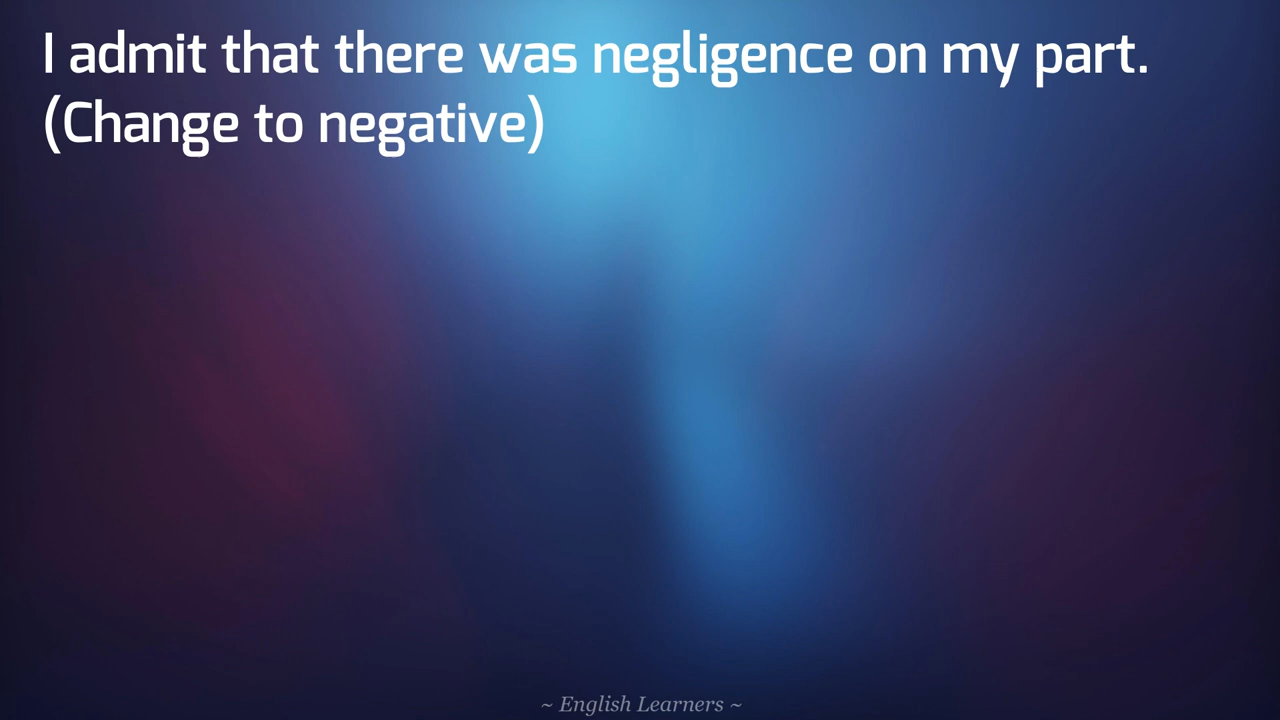 I admit that there was negligence on my part.
(Change to negative)
~ English Learners ~